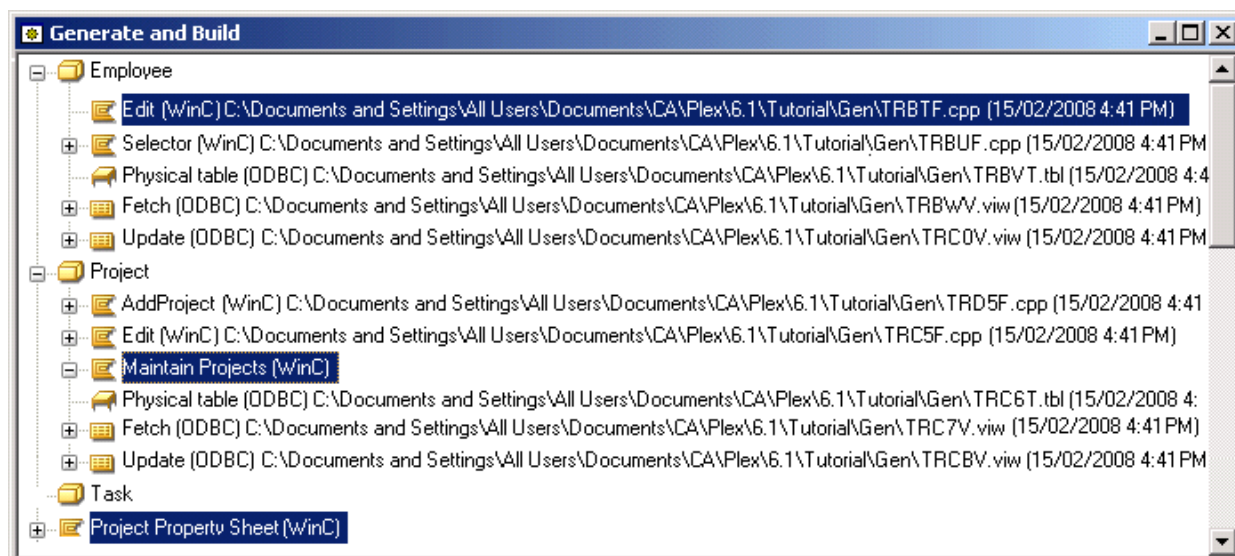 Generate and Build
Employee
Edit (WinC) C:\Documents and Settings\All Users\Documents\CA\Plex\6.1\Tutorial\Gen\TRBTF.cpp (15/02/2008 4:41 PM)
Selector (WinC) C:\Documents and Settings\All Users\Documents\CA\Plex\6.1\Tutorial\Gen\TRBUF.cpp (15/02/2008 4:41 PM
Physical table (ODBC) C:\Documents and Settings\All Users\Documents\CA\Plex\6.1\Tutorial\Gen\TRBVT.tbl (15/02/2008 4:4
Fetch (ODBC) C:\Documents and Settings\All Users\Documents\CA\Plex\6.1\Tutorial\Gen\TRBWV.viw (15/02/2008 4:41 PM)
Update (ODBC) C:\Documents and Settings\All Users\Documents\CA\Plex\6.1\Tutorial\Gen\TRC0V.viw (15/02/2008 4:41 PM
Project
AddProject (WinC) C:\Documents and Settings\All Users\Documents\CA\Plex\6.1\Tutorial\Gen\TRD5F.cpp (15/02/2008 4:41
Edit (WinC) C:\Documents and Settings\All Users\Documents\CA\Plex\6.1\Tutorial\Gen\TRC5F.cpp (15/02/2008 4:41 PM)
Maintain Projects (WinC)
Physical table (ODBC) C:\Documents and Settings\All Users\Documents\CA\Plex\6.1\Tutorial\Gen\TRC6T.tbl (15/02/2008 4:
Fetch (ODBC) C:\Documents and Settings\All Users\Documents\CA\Plex\6.1\Tutorial\Gen\TRC7V.viw (15/02/2008 4:41 PM)
Update (ODBC) C:\Documents and Settings\All Users\Documents\CA\Plex\6.1\Tutorial\Gen\TRCBV.viw (15/02/2008 4:41 PM
Task
Project Property Sheet (WinC)